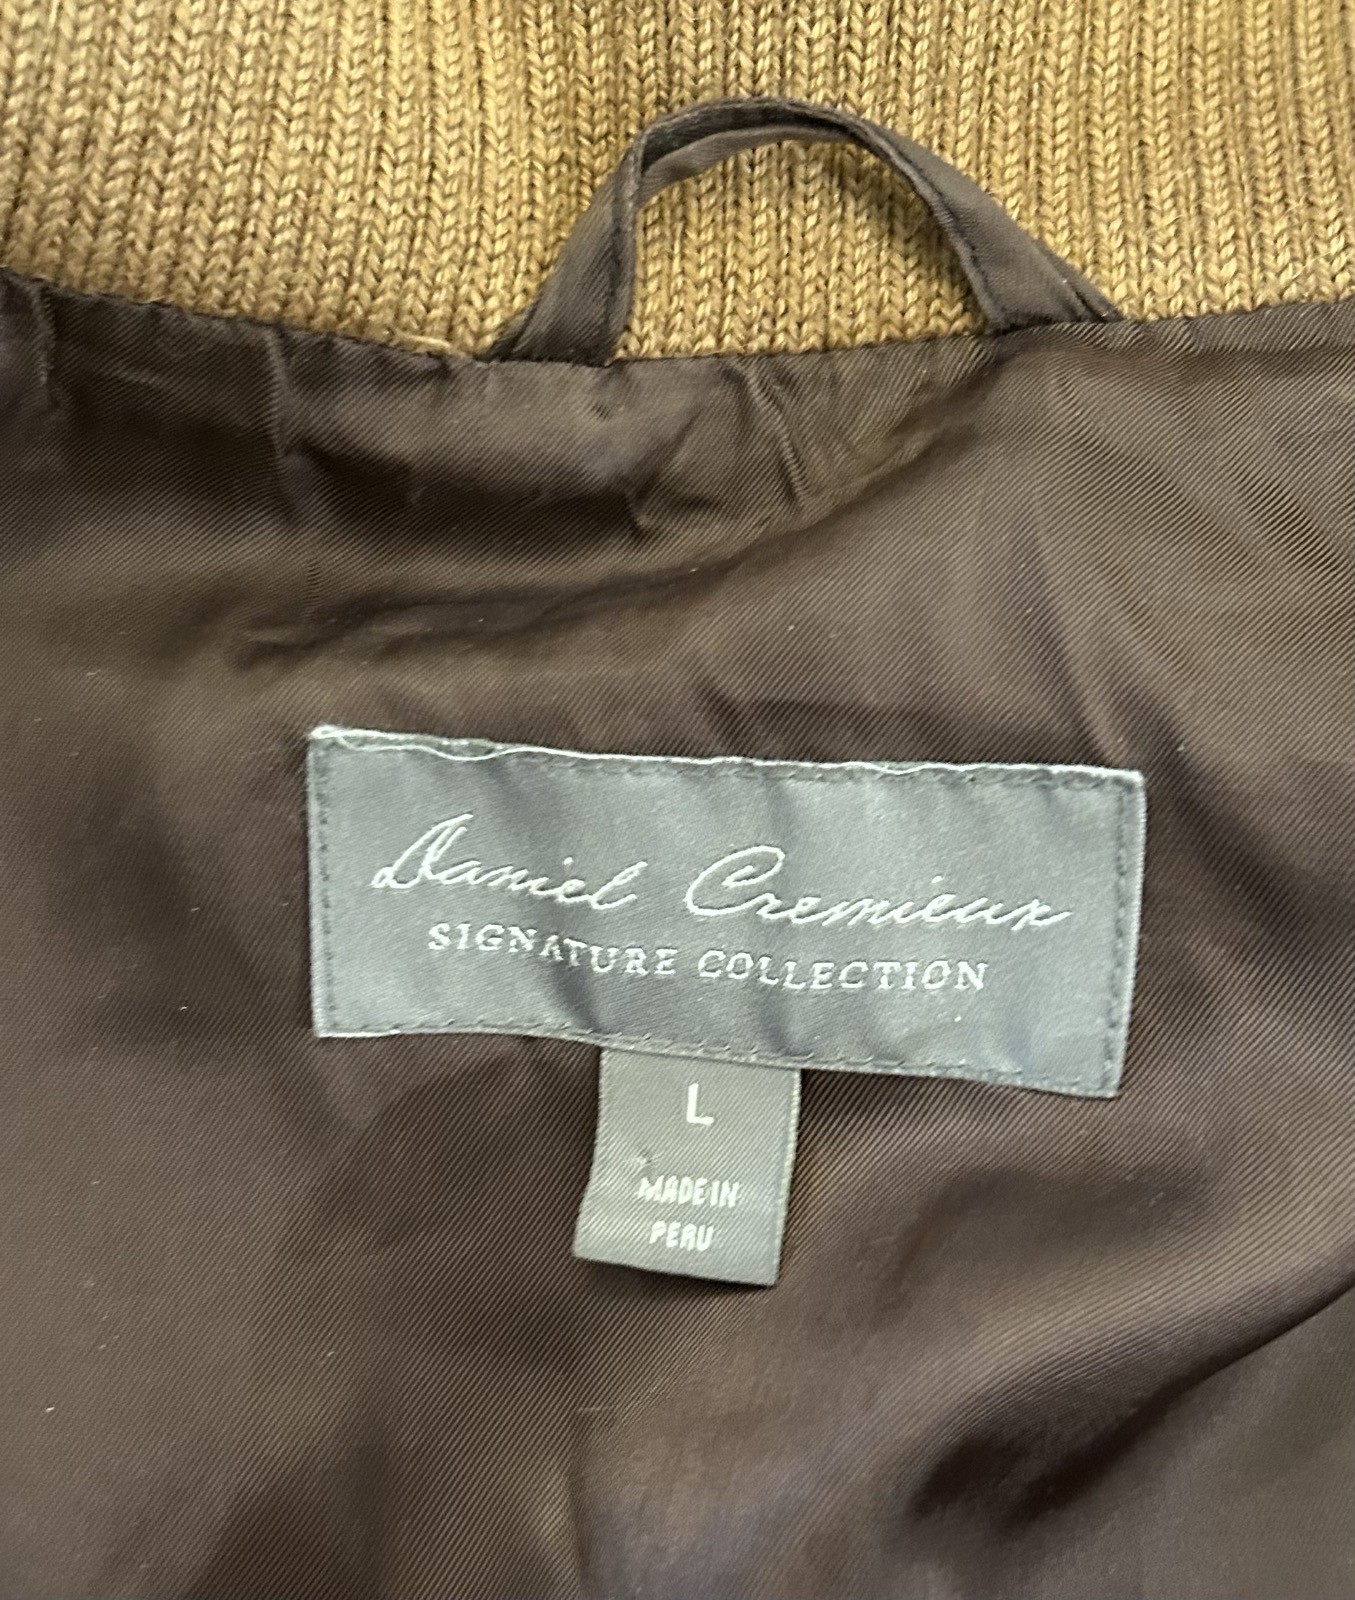 Daniel Cremieux
SIGNATURE COLLECTION
L
MADE IN
PERU